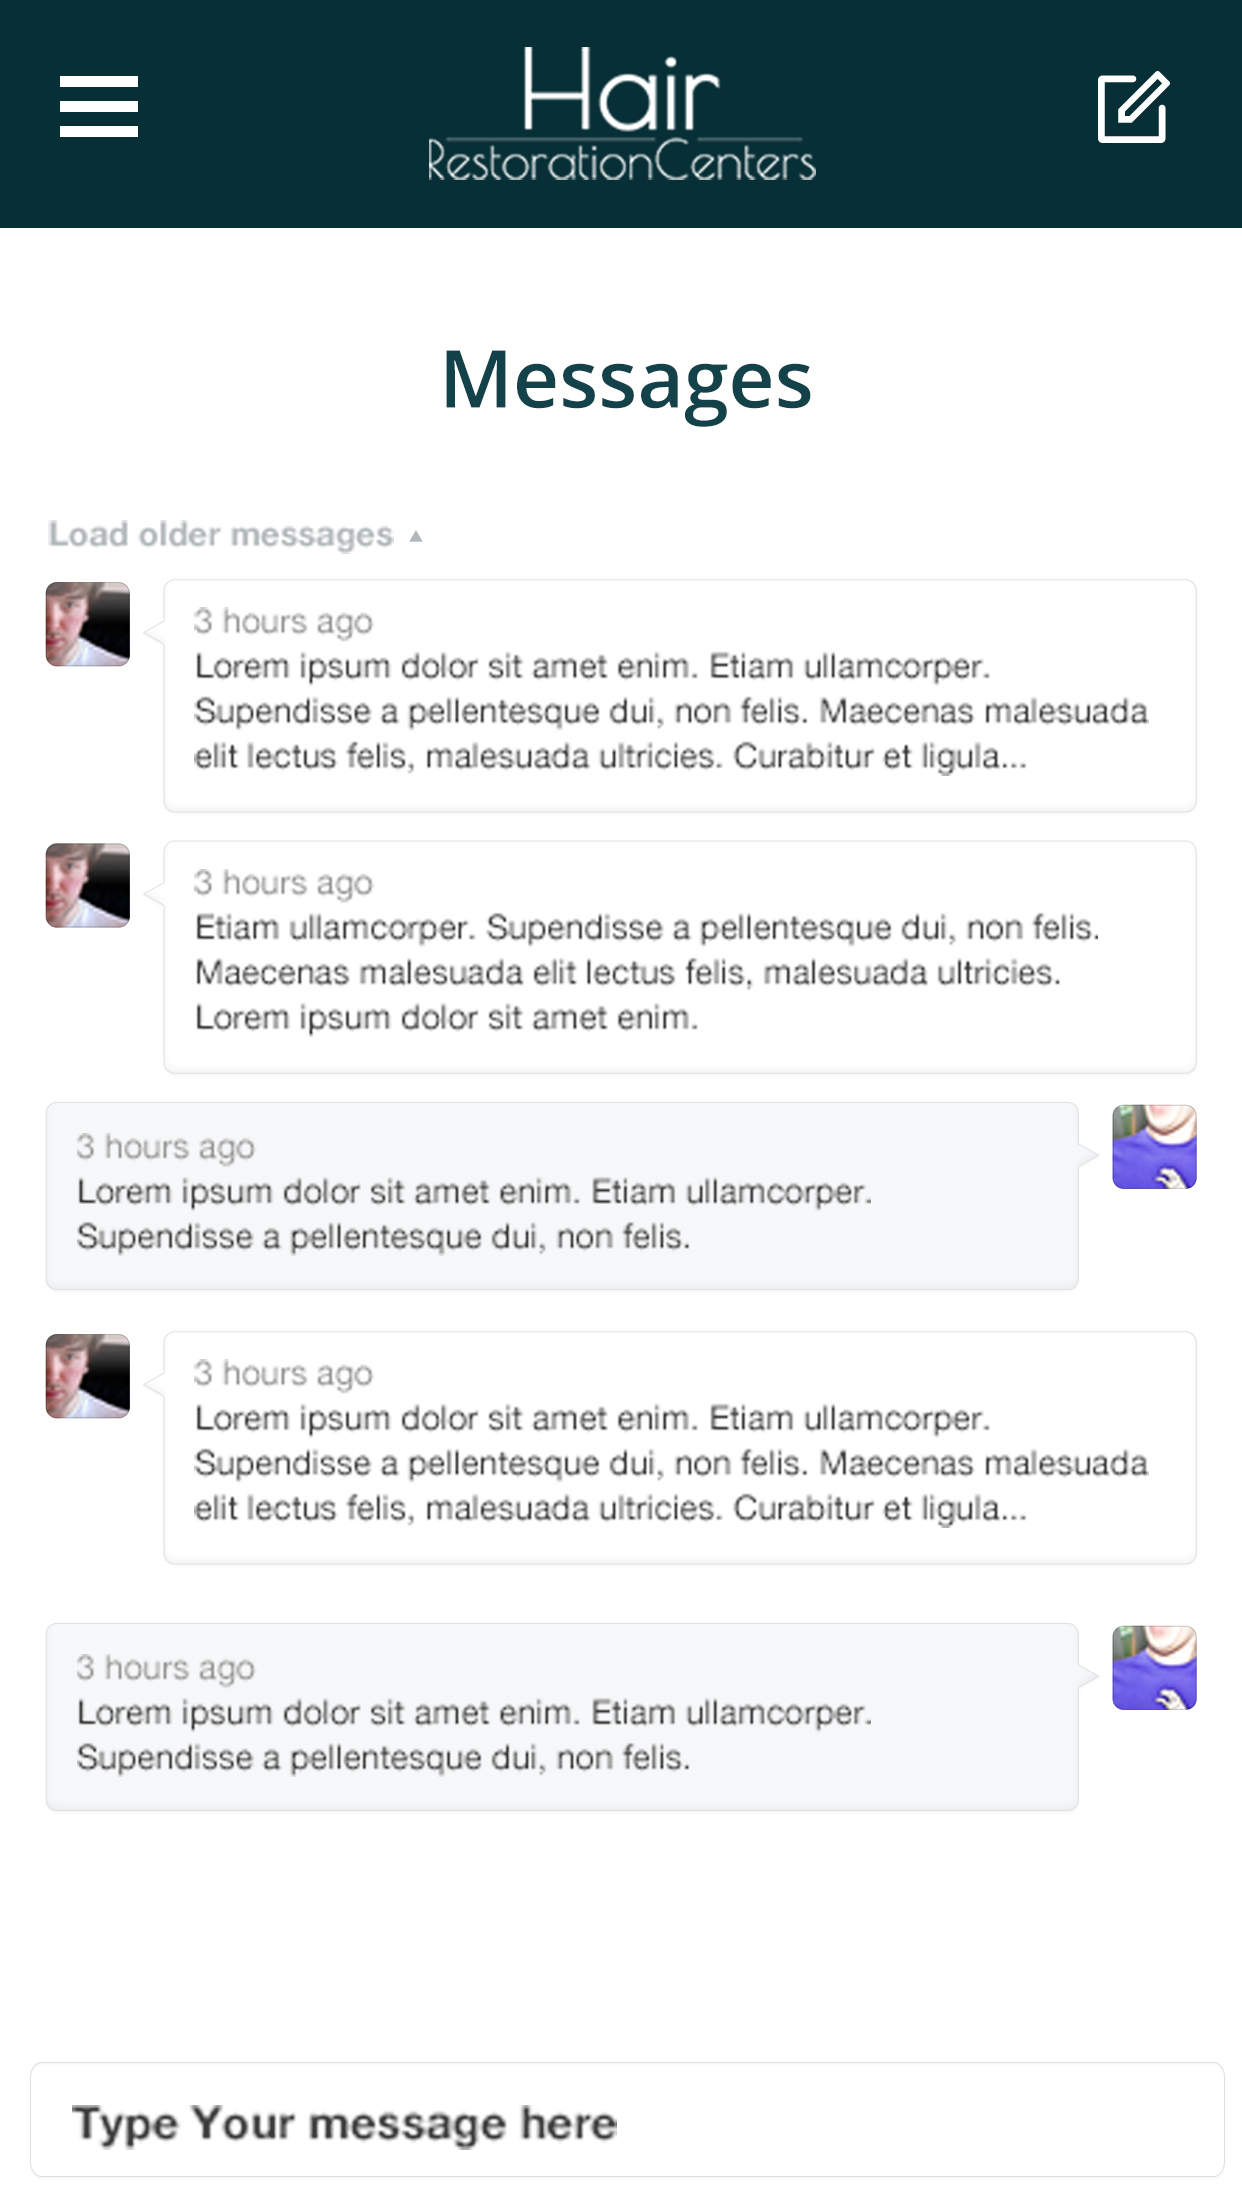 Hair
RestorationCenters
Messages
Load older messages ▲
3 hours ago
Lorem ipsum dolor sit amet enim. Etiam ullamcorper.
Supendisse a pellentesque dui, non felis. Maecenas malesuada
elit lectus felis, malesuada ultricies. Curabitur et ligula...
3 hours ago
Etiam ullamcorper. Supendisse a pellentesque dui, non felis.
Maecenas malesuada elit lectus felis, malesuada ultricies.
Lorem ipsum dolor sit amet enim.
3 hours ago
Lorem ipsum dolor sit amet enim. Etiam ullamcorper.
Supendisse a pellentesque dui, non felis.
3 hours ago
Lorem ipsum dolor sit amet enim. Etiam ullamcorper.
Supendisse a pellentesque dui, non felis. Maecenas malesuada
elit lectus felis, malesuada ultricies. Curabitur et ligula...
3 hours ago
Lorem ipsum dolor sit amet enim. Etiam ullamcorper.
Supendisse a pellentesque dui, non felis.
Type Your message here